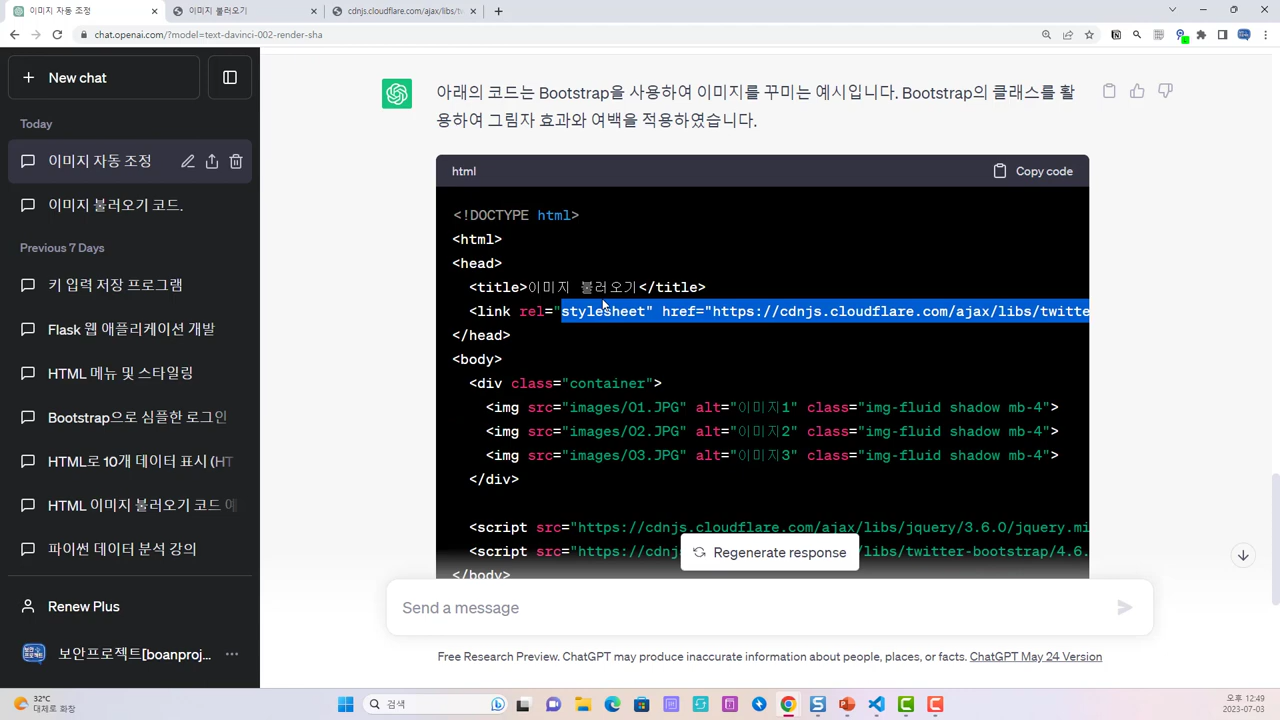 이미지 자동 조정
이미지 불러오기
cdnjs.cloudflare.com/ajax/libs/tw
chat.openai.com/?model=text-davinci-002-render-sha
New chat
Today
이미지 자동 조정
이미지 불러오기 코드.
Previous 7 Days
키 입력 저장 프로그램
Flask 웹 애플리케이션 개발
HTML 메뉴 및 스타일링
Bootstrap으로 심플한 로그인
HTML로 10개 데이터 표시 (HT
HTML 이미지 불러오기 코드 예
파이썬 데이터 분석 강의
Renew Plus
보안프로젝트[boanproj...
아래의 코드는 Bootstrap을 사용하여 이미지를 꾸미는 예시입니다. Bootstrap의 클래스를 활
용하여 그림자 효과와 여백을 적용하였습니다.
html
Copy code
<!DOCTYPE html>
<html>
<head>
<title>이미지 불러오기</title>
<link rel="stylesheet" href="https://cdnjs.cloudflare.com/ajax/libs/twitte
</head>
<body>
<div class="container">
<img src="images/01.JPG" alt="이미지1" class="img-fluid shadow mb-4">
<img src="images/02.JPG" alt="이미지2" class="img-fluid shadow mb-4">
<img src="images/03.JPG" alt="이미지3" class="img-fluid shadow mb-4">
</div>
<script src="https://cdnjs.cloudflare.com/ajax/libs/jquery/3.6.0/jquery.mi
<script src="https://cdnj /libs/twitter-bootstrap/4.6.
</body>
Regenerate response
Send a message
Free Research Preview. ChatGPT may produce inaccurate information about people, places, or facts. ChatGPT May 24 Version
32°C
대체로 화창
검색
오후 12:49
2023-07-03